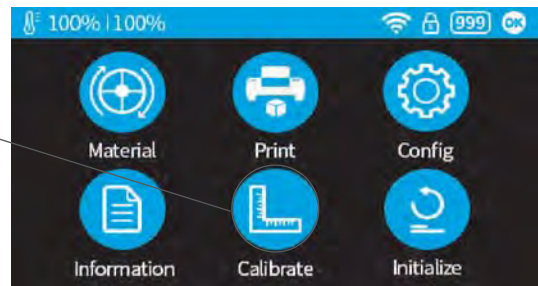 100% | 100% 999 OK
Material Print Config
Information Calibrate Initialize